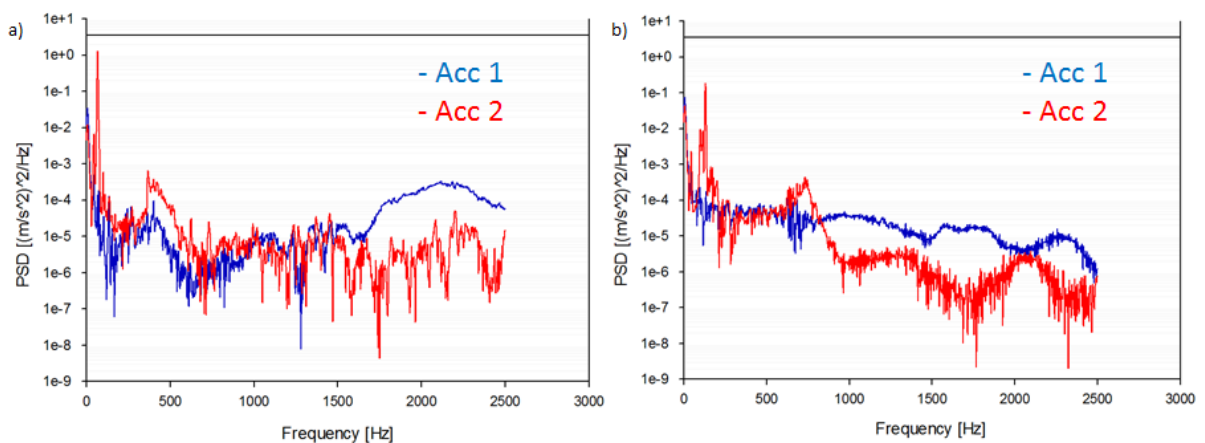 a)
PSD [(m/s^2)^2/Hz]
1e+1
1e+0
1e-1
1e-2
1e-3
1e-4
1e-5
1e-6
1e-7
1e-8
1e-9
- Acc 1
- Acc 2
0 500 1000 1500 2000 2500 3000
Frequency [Hz]
b)
PSD [(m/s^2)^2/Hz]
1e+1
1e+0
1e-1
1e-2
1e-3
1e-4
1e-5
1e-6
1e-7
1e-8
1e-9
- Acc 1
- Acc 2
0 500 1000 1500 2000 2500 3000
Frequency [Hz]